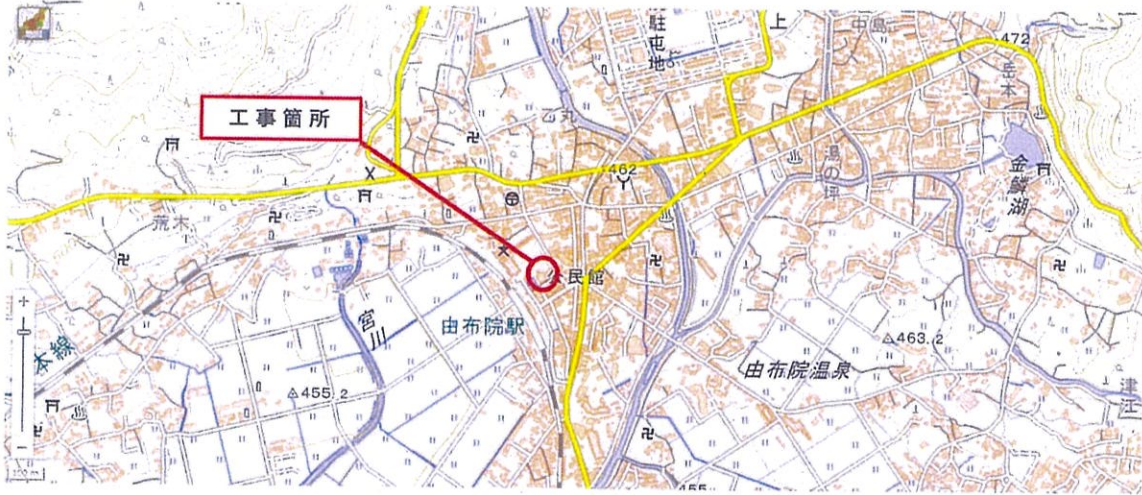 上
中島
472
岳本
駐屯地
工事箇所
乙丸
462
湯の坪
金鱗湖
荒木
公民館
宮川
由布院駅
本線
463.2
由布院温泉
455.2
津江
455